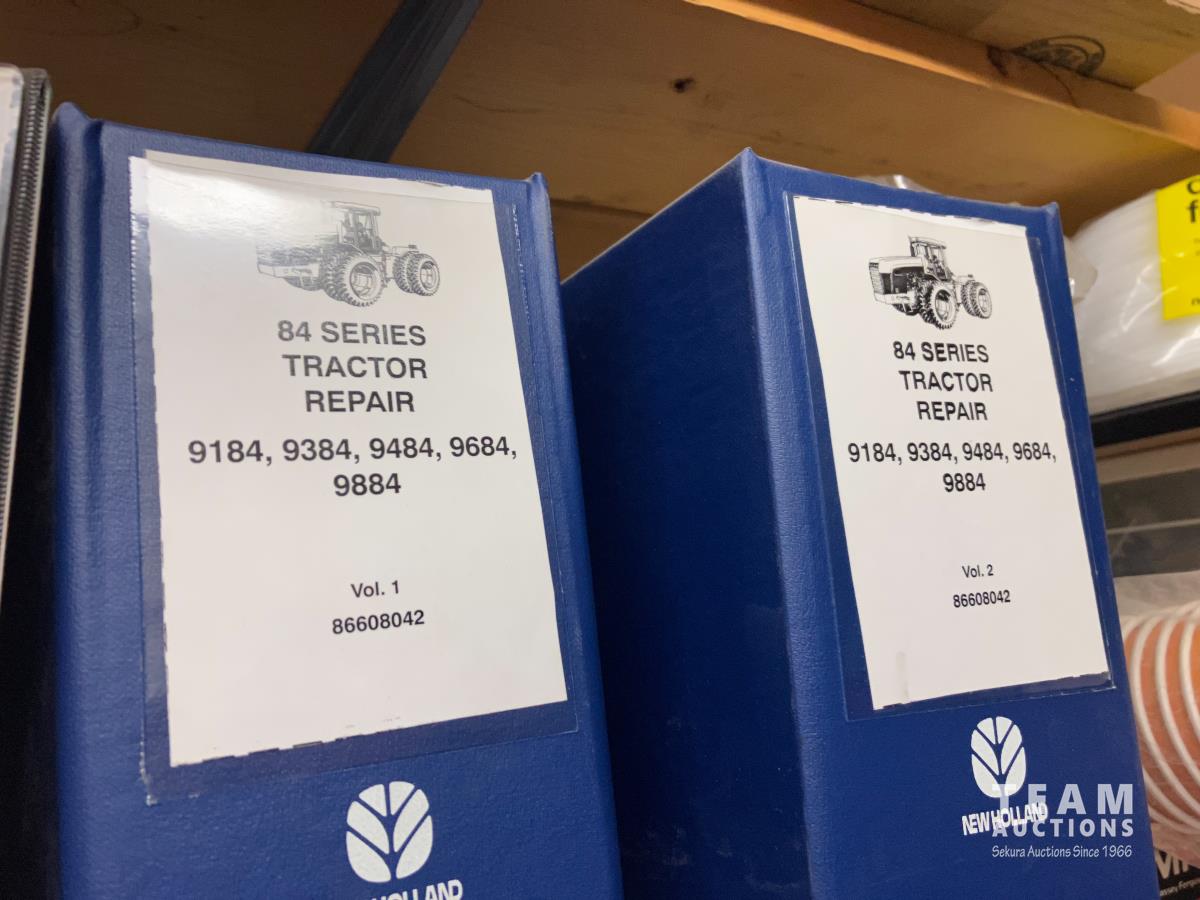 84 SERIES
TRACTOR
REPAIR
9184, 9384, 9484, 9684,
9884
Vol. 1
86608042
84 SERIES
TRACTOR
REPAIR
9184, 9384, 9484, 9684,
9884
Vol. 2
86608042
NEW HOLLAND
TEAM
AUCTIONS
Sekura Auctions Since 1966